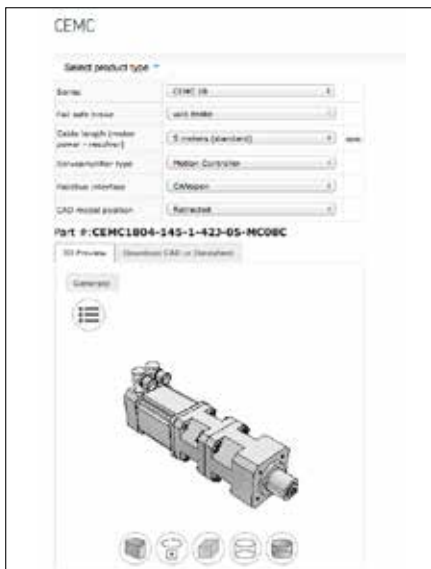 CEMC
Select product type
Series CEMC 18
Fail safe brake with brake
Cable length (motor power - resolver) 5 meters (standard)
Servoamplifier type Motion Controller
Fieldbus interface CANopen
CAD model position Retracted
Part #:CEMC1804-145-1-42J-05-MC08C
3D Preview Download CAD or Datasheet
Generate